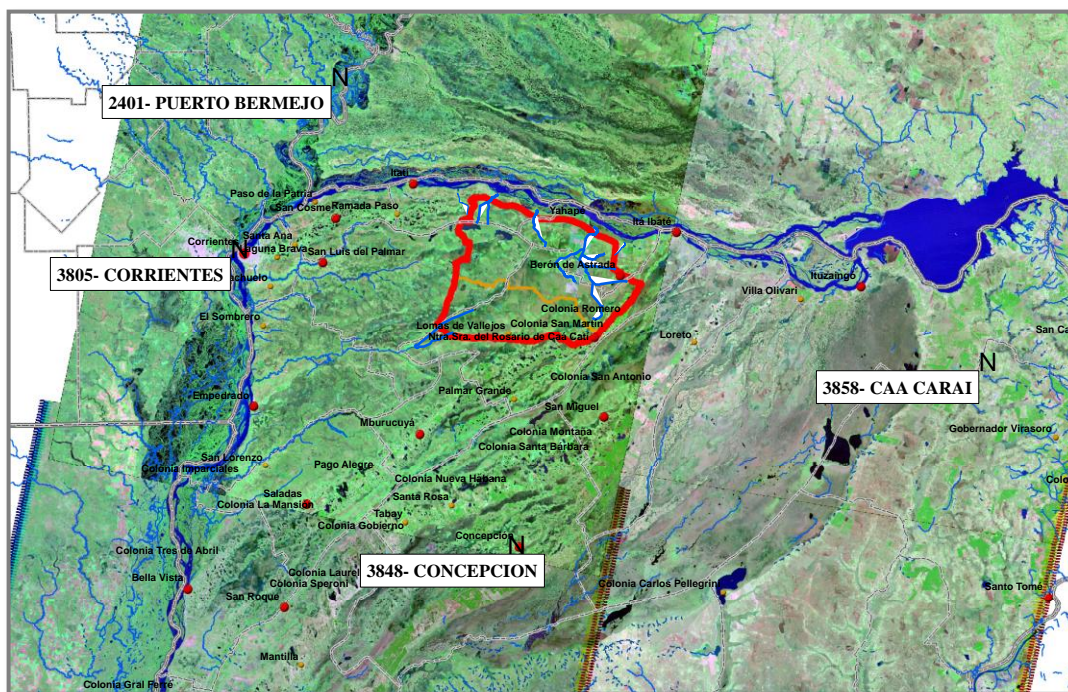 N
2401- PUERTO BERMEJO
Itatí
Paso de la Patria
San Cosme
Ramada Paso
Yahapé
Itá Ibaté
Santa Ana
Corrientes
Laguna Brava
N
San Luis del Palmar
3805- CORRIENTES
Berón de Astrada
Ituzaingó
Villa Olivari
Colonia Romero
El Sombrero
Lomas de Vallejos
Colonia San Martín
Ntra.Sra. del Rosario de Caá Catí
Loreto
N
Colonia San Antonio
3858- CAA CARAI
Palmar Grande
Empedrado
San Miguel
Mburucuyá
Colonia Montaña
Gobernador Virasoro
Colonia Santa Bárbara
San Lorenzo
Colonia Imparciales
Pago Alegre
Colonia Nueva Habana
Saladas
Santa Rosa
Colonia La Mansión
Tabay
Colonia Gobierno
Concepción
N
Colonia Tres de Abril
3848- CONCEPCION
Bella Vista
Colonia Laurel
Colonia Speroni
Colonia Carlos Pellegrini
Santo Tomé
San Roque
Mantilla
Colonia Gral Ferré